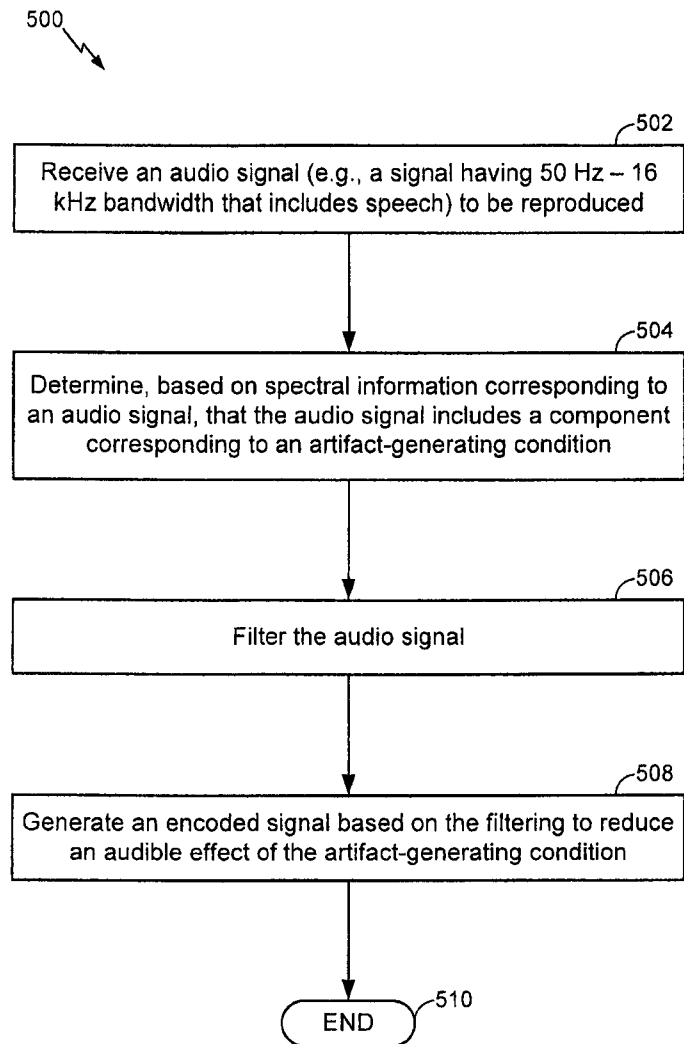 500
502
Receive an audio signal (e.g., a signal having 50 Hz – 16
kHz bandwidth that includes speech) to be reproduced
504
Determine, based on spectral information corresponding to
an audio signal, that the audio signal includes a component
corresponding to an artifact-generating condition
506
Filter the audio signal
508
Generate an encoded signal based on the filtering to reduce
an audible effect of the artifact-generating condition
510
END